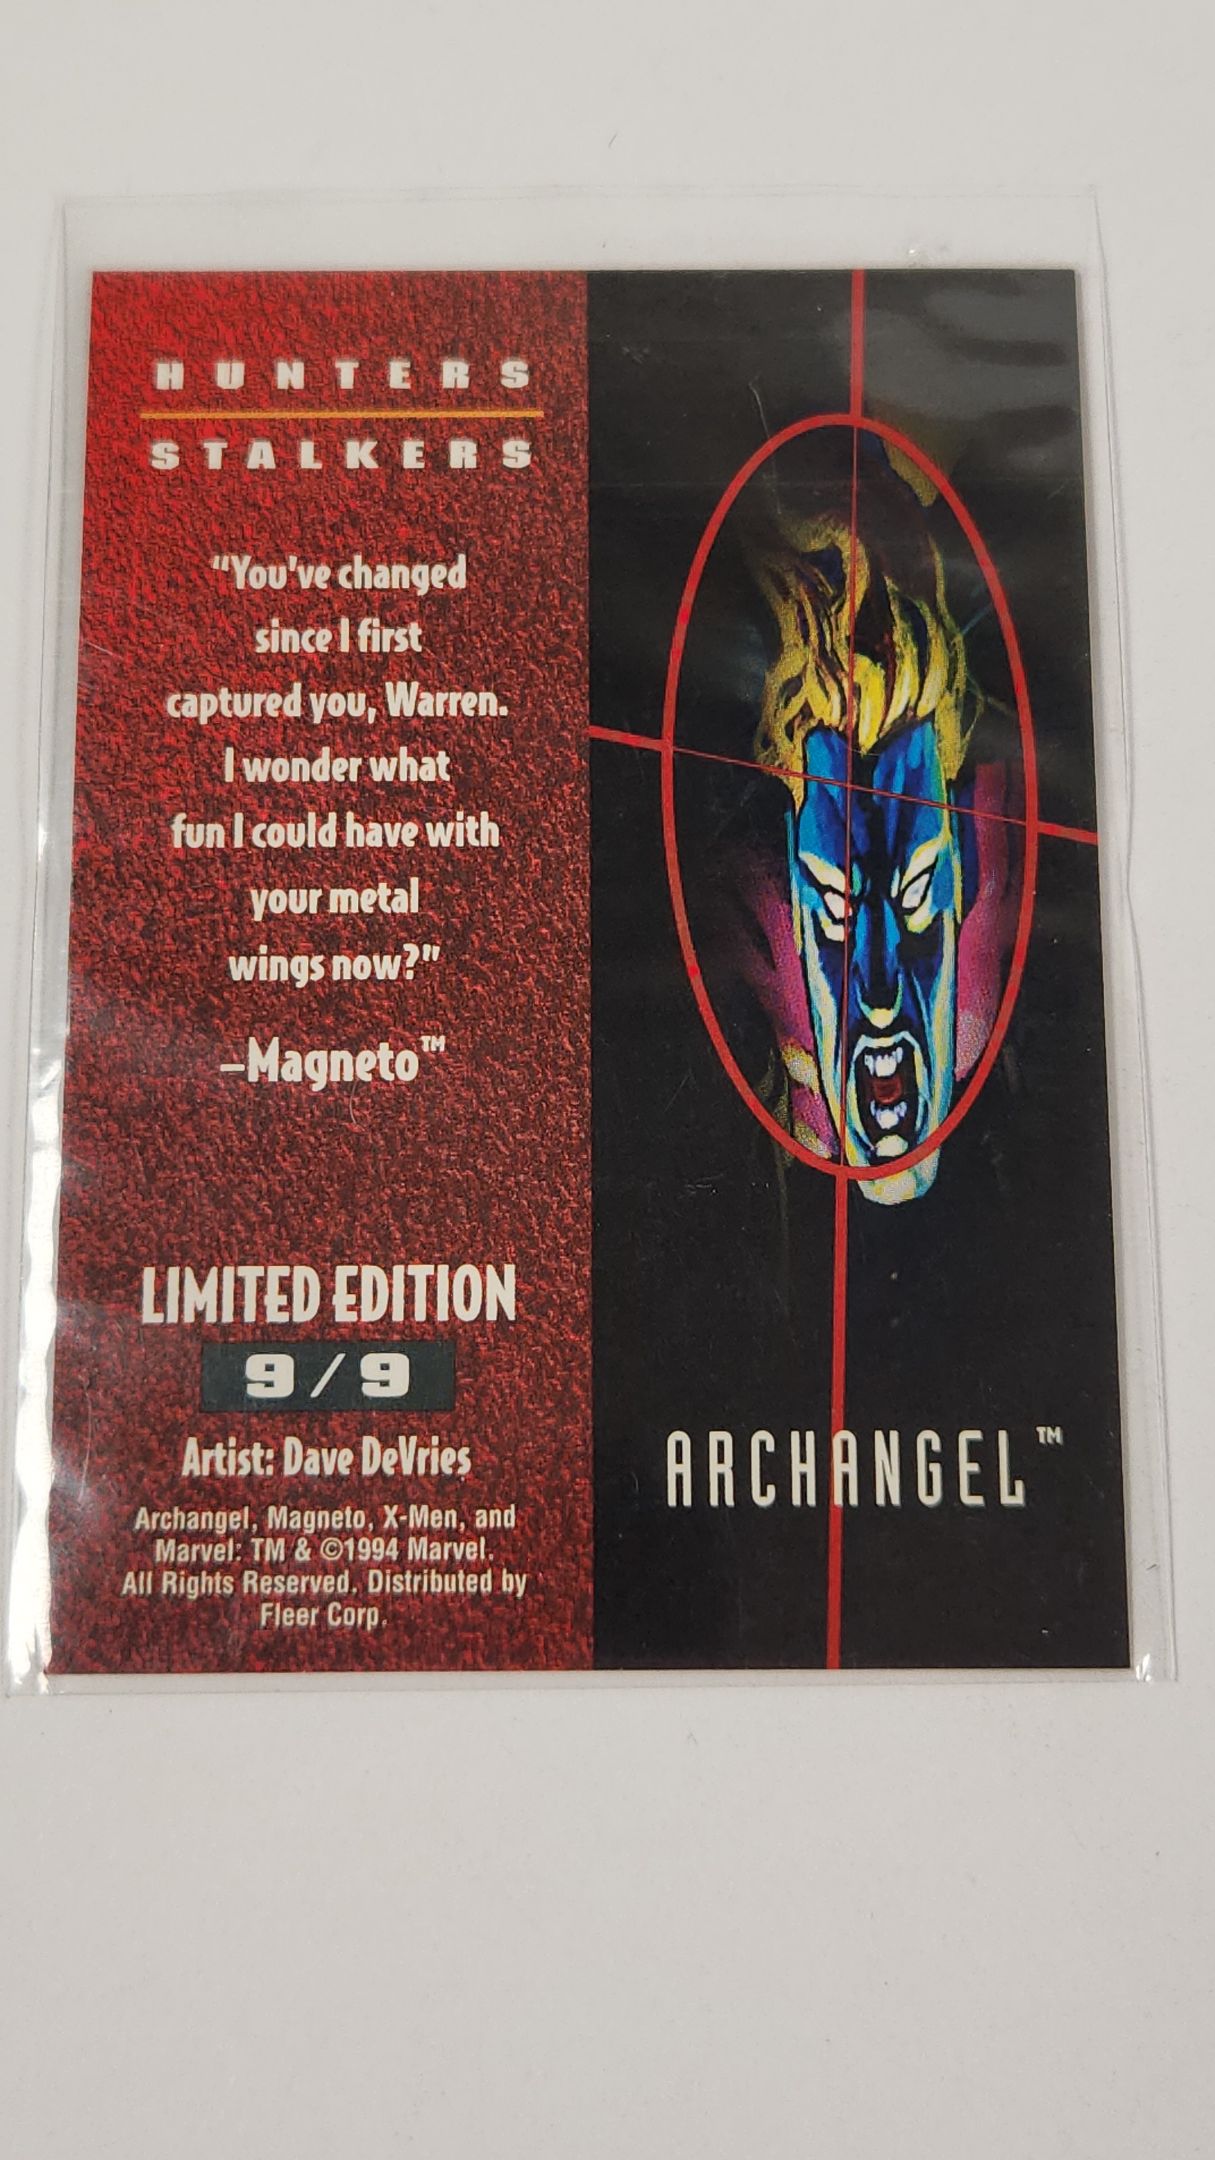 HUNTERS
STALKERS
“You've changed
since I first
captured you, Warren.
I wonder what
fun I could have with
your metal
wings now?"
–Magneto™
LIMITED EDITION
9/9
Artist: Dave DeVries
Archangel, Magneto, X-Men, and
Marvel: TM & ©1994 Marvel.
All Rights Reserved. Distributed by
Fleer Corp.
ARCHANGEL™